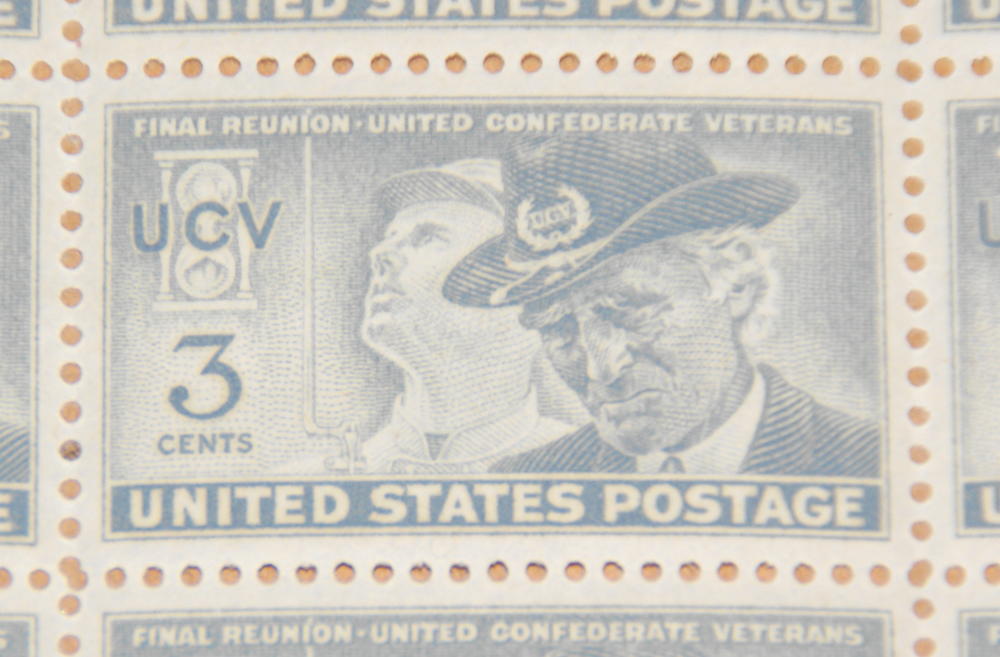 UNITED STATES POSTAGE
FINAL REUNION·UNITED CONFEDERATE VETERANS
UCV
UCV
3
CENTS
UNITED STATES POSTAGE
FINAL REUNION·UNITED CONFEDERATE VETERANS